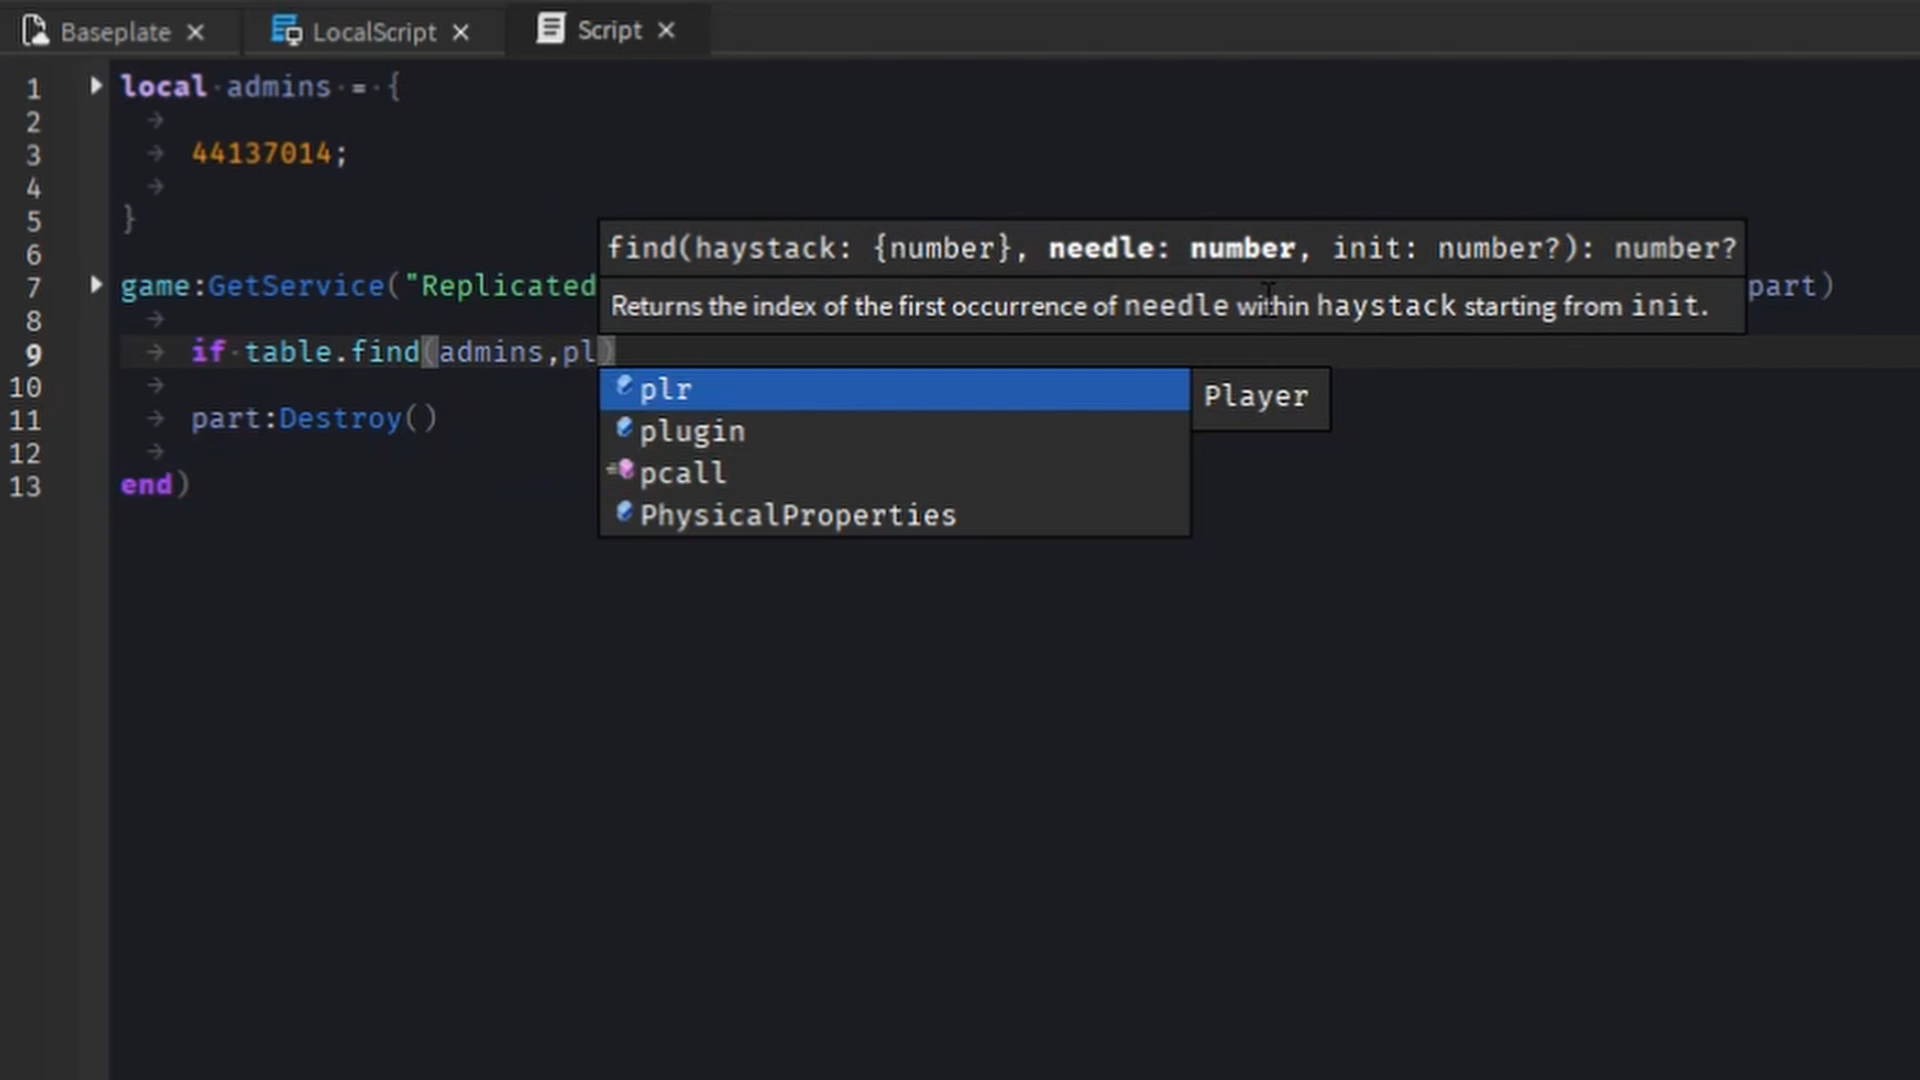 Baseplate LocalScript Script
1 local admins = {
2
3 44137014;
4
5 }
6
find(haystack: {number}, needle: number, init: number?): number?
7 game:GetService("Replicated part)
Returns the index of the first occurrence of needle within haystack starting from init.
8
9 if table.find(admins,pl)
10
plr Player
11 part:Destroy()
plugin
12
pcall
13 end)
PhysicalProperties